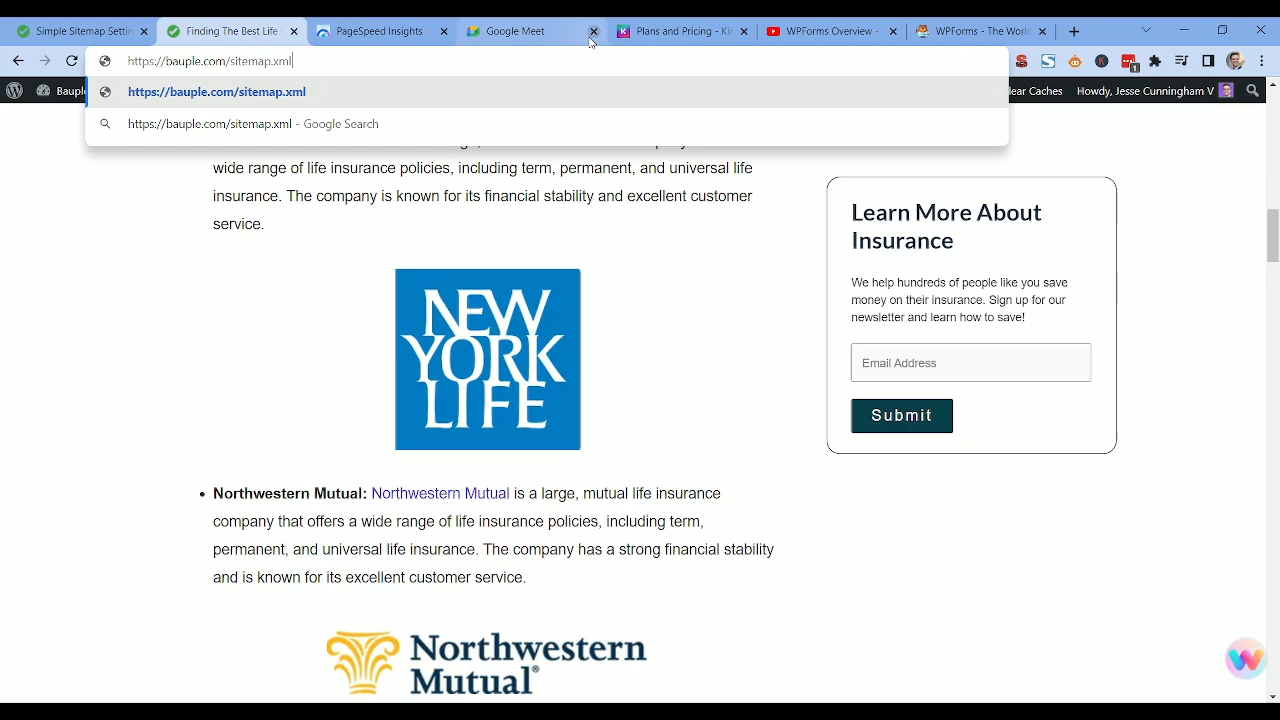 Simple Sitemap Settin
Finding The Best Life
PageSpeed Insights
Google Meet
Plans and Pricing - Kin
WPForms Overview -
WPForms - The World
https://bauple.com/sitemap.xml
1
https://bauple.com/sitemap.xml
Baupl
lear Caches
Howdy, Jesse Cunningham V
https://bauple.com/sitemap.xml - Google Search
wide range of life insurance policies, including term, permanent, and universal life
insurance. The company is known for its financial stability and excellent customer
service.
NEW
YORK
LIFE
Learn More About
Insurance
We help hundreds of people like you save
money on their insurance. Sign up for our
newsletter and learn how to save!
Email Address
Submit
• Northwestern Mutual: Northwestern Mutual is a large, mutual life insurance
company that offers a wide range of life insurance policies, including term,
permanent, and universal life insurance. The company has a strong financial stability
and is known for its excellent customer service.
Northwestern
Mutual®